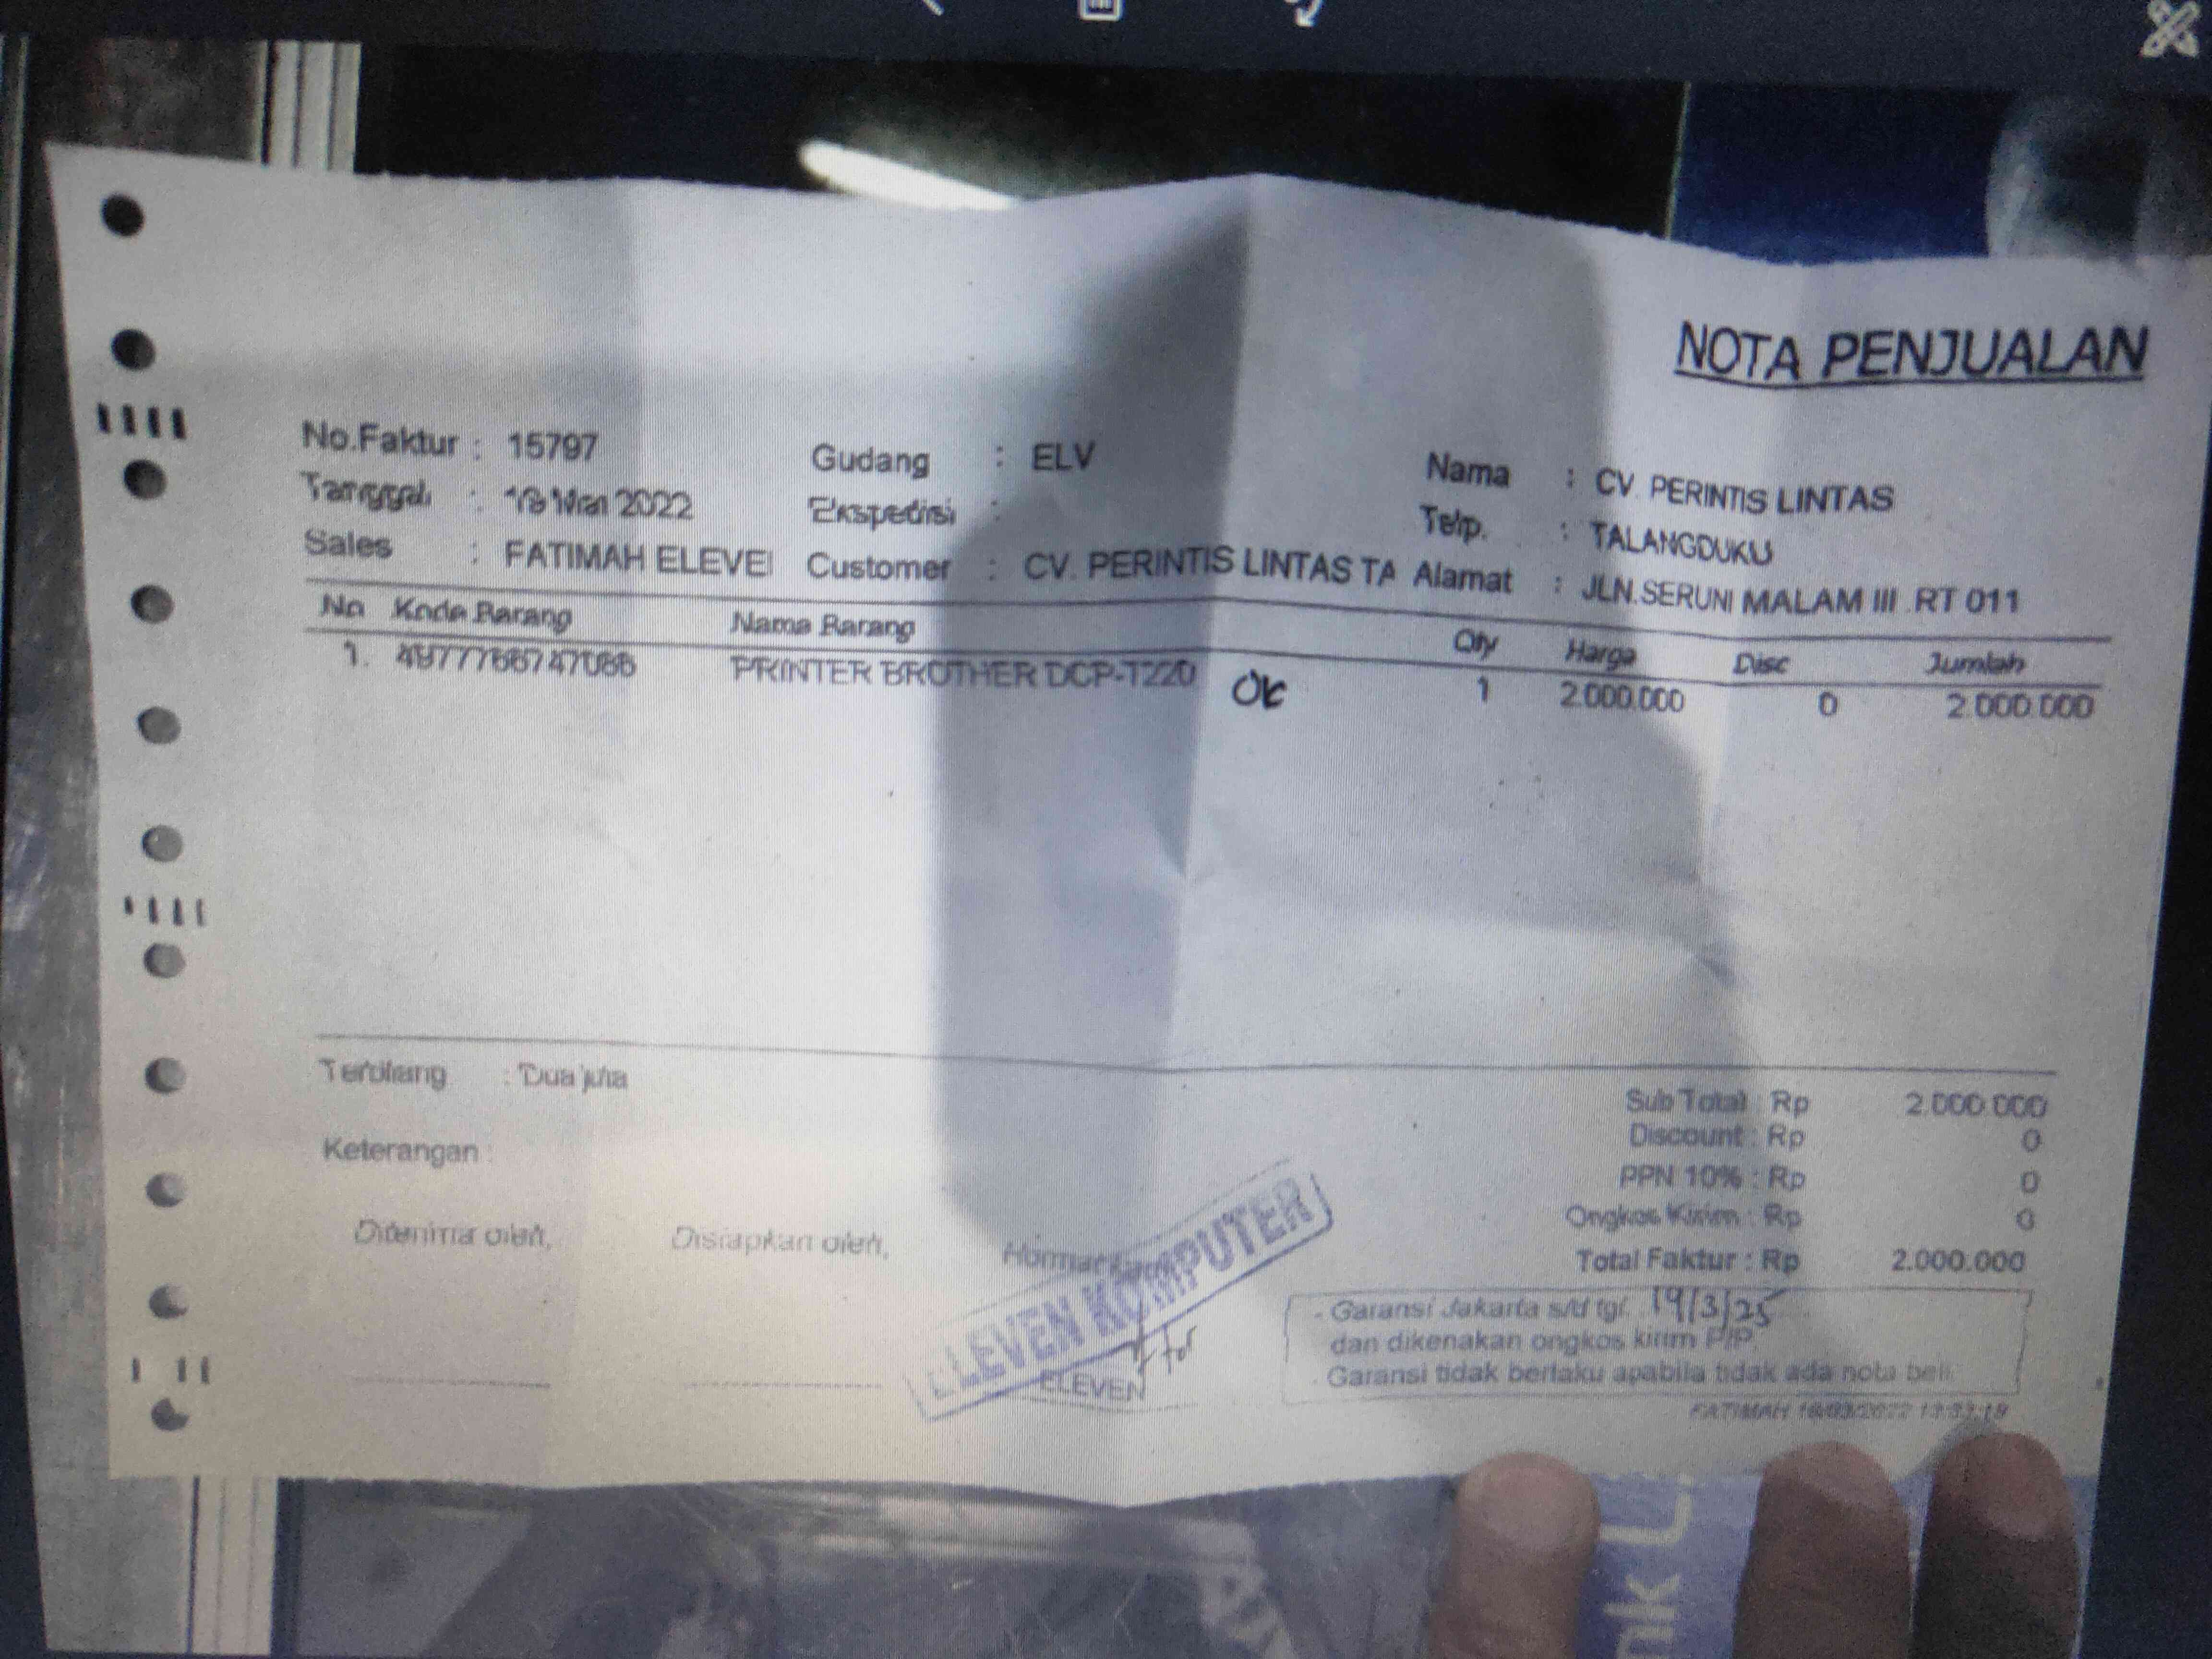 NOTA PENJUALAN
No.Faktur : 15797 Gudang : ELV Nama : CV. PERINTIS LINTAS
Tanggal : Mar 2022 Ekspedisi : Telp. : TALANGDUKU
Sales : FATIMAH ELEVEI Customer : CV. PERINTIS LINTAS TA Alamat : JLN.SERUNI MALAM III .RT 011
No Kode Barang Nama Barang Qty Harga Disc Jumlah
1. PRINTER BROTHER DCP-T220 OK 1 2.000.000 0 2.000.000
Terbilang : Dua juta
Sub Total : Rp 2.000.000
Keterangan :
Discount : Rp 0
PPN 10% : Rp 0
Ongkos Kirim : Rp 0
Total Faktur : Rp 2.000.000
Diterima oleh, Disiapkan oleh, Hormat
ELEVEN KOMPUTER
ELEVEN
- Garansi Jakarta s/d tgl. 19/3/25
dan dikenakan ongkos kirim P/P.
- Garansi tidak berlaku apabila tidak ada nota beli.
FATIMAH
nk